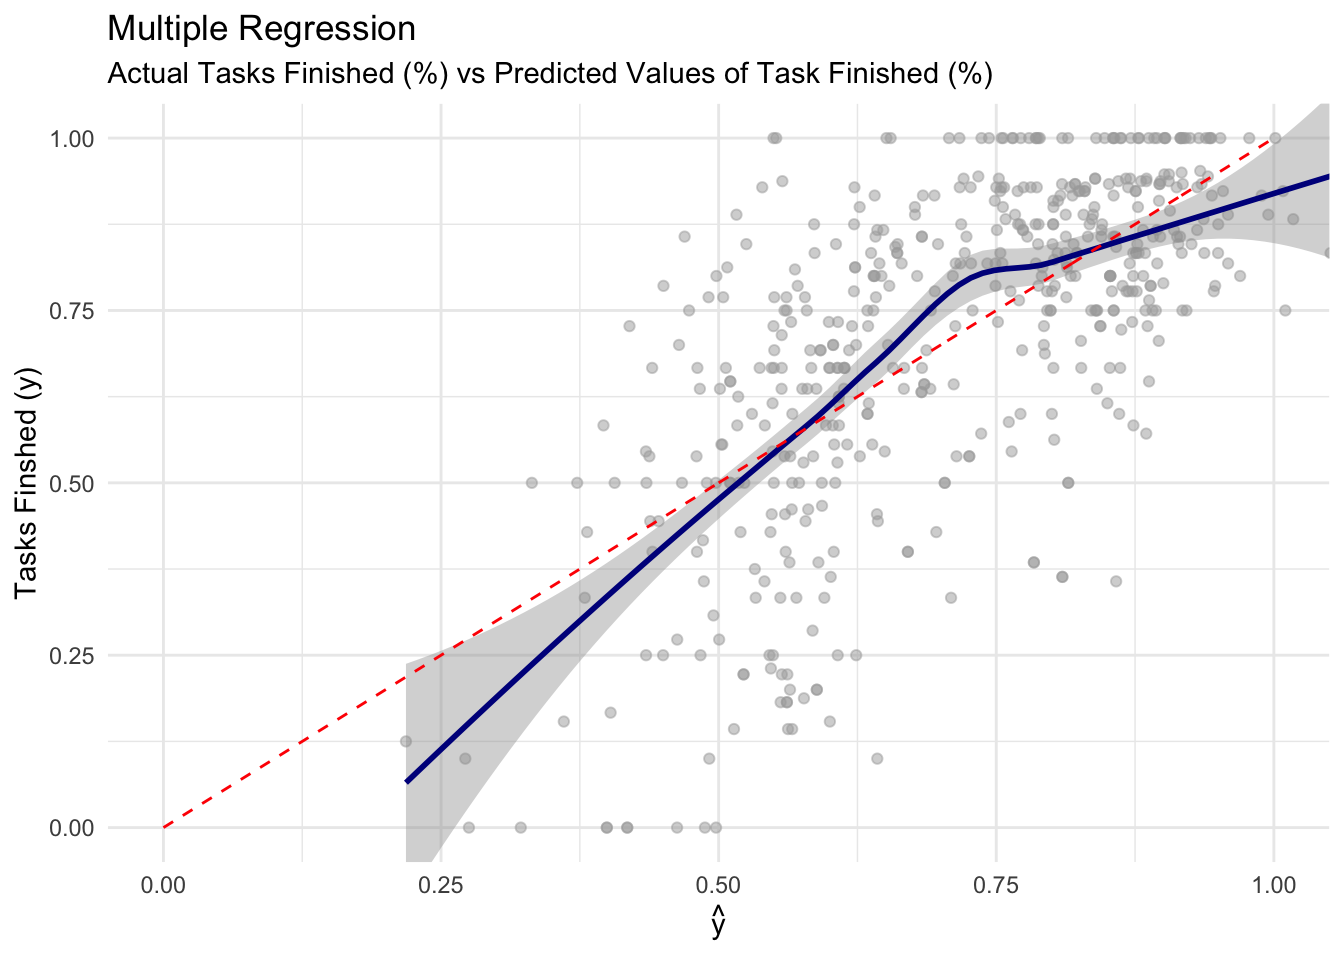 Multiple Regression
Actual Tasks Finished (%) vs Predicted Values of Task Finished (%)
Tasks Finshed (y)
1.00
0.75
0.50
0.25
0.00
0.00 0.25 0.50 0.75 1.00
ŷ